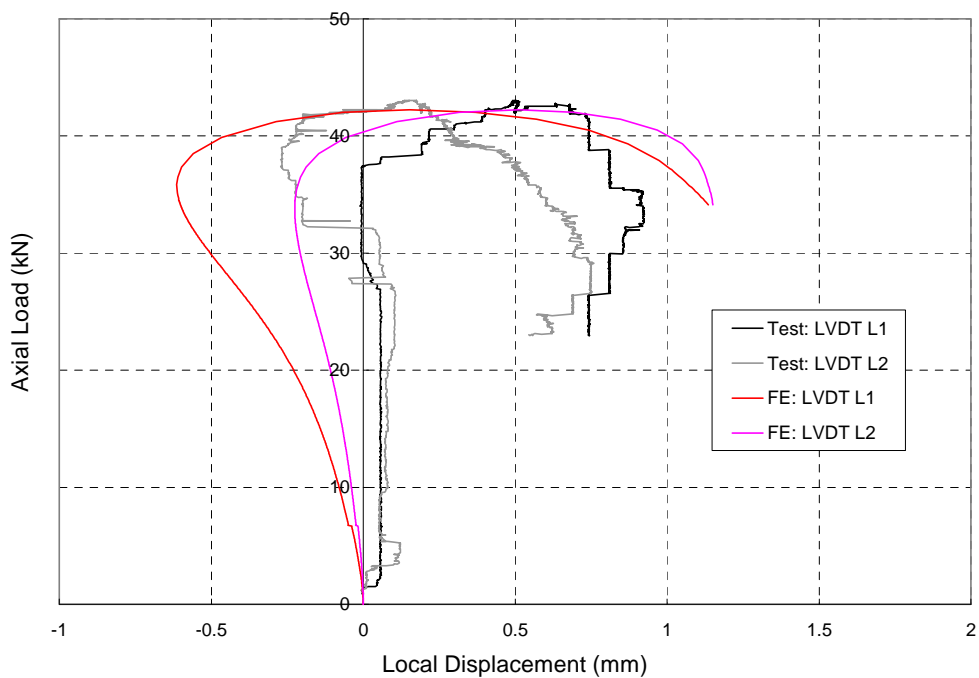 50
40
30
20
10
0
-1
-0.5
0
0.5
1
1.5
2
Axial Load (kN)
Local Displacement (mm)
Test: LVDT L1
Test: LVDT L2
FE: LVDT L1
FE: LVDT L2